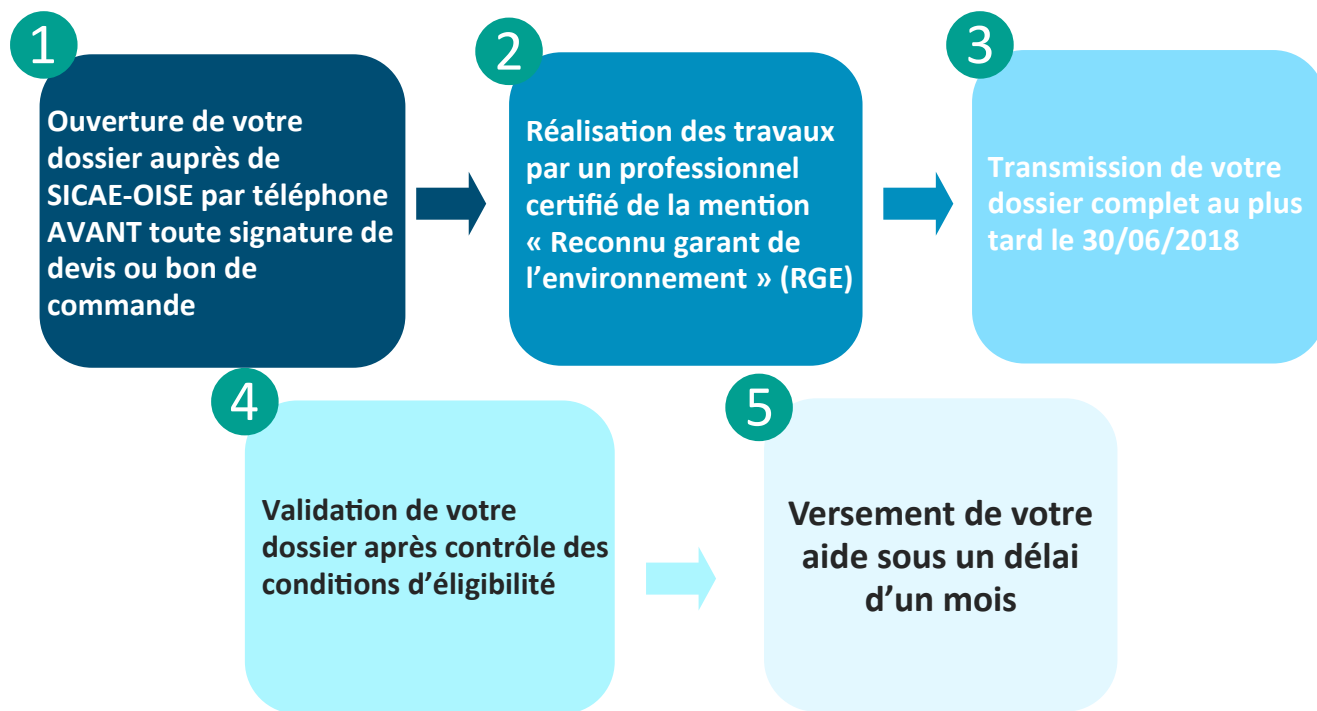 1
Ouverture de votre
dossier auprès de
SICAE-OISE par téléphone
AVANT toute signature de
devis ou bon de
commande
2
Réalisation des travaux
par un professionnel
certifié de la mention
« Reconnu garant de
l’environnement » (RGE)
3
Transmission de votre
dossier complet au plus
tard le 30/06/2018
4
Validation de votre
dossier après contrôle des
conditions d’éligibilité
5
Versement de votre
aide sous un délai
d’un mois